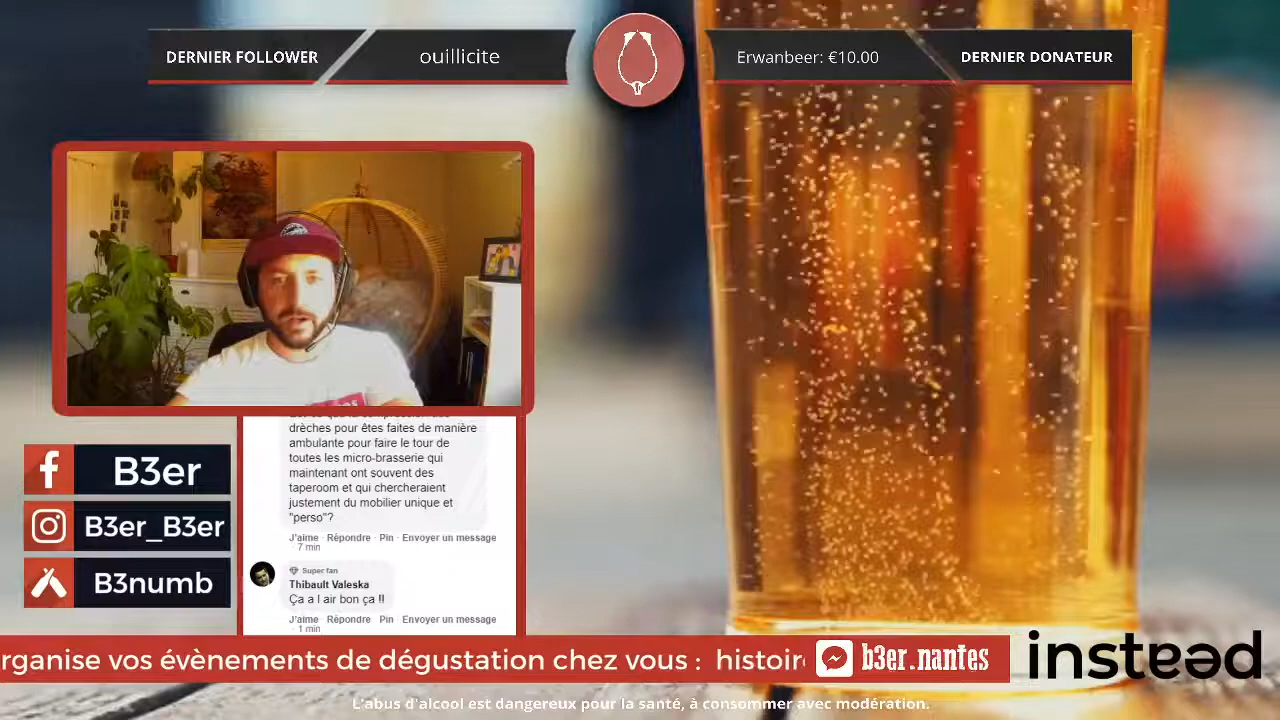 DERNIER FOLLOWER
ouillicite
Erwanbeer: €10.00
DERNIER DONATEUR
drèches pour êtes faites de manière
ambulante pour faire le tour de
toutes les micro-brasserie qui
maintenant ont souvent des
taperoom et qui chercheraient
justement du mobilier unique et
"perso"?
J'aime · Répondre · Pin · Envoyer un message
· 7 min
Super fan
Thibault Valeska
Ça a l air bon ça !!
J'aime Répondre Pin Envoyer un message
· 1 min
B3er
B3er_B3er
B3numb
rganise vos évènements de dégustation chez vous : histoir
b3er.nantes
instead
L'abus d'alcool est dangereux pour la santé, à consommer avec modération.